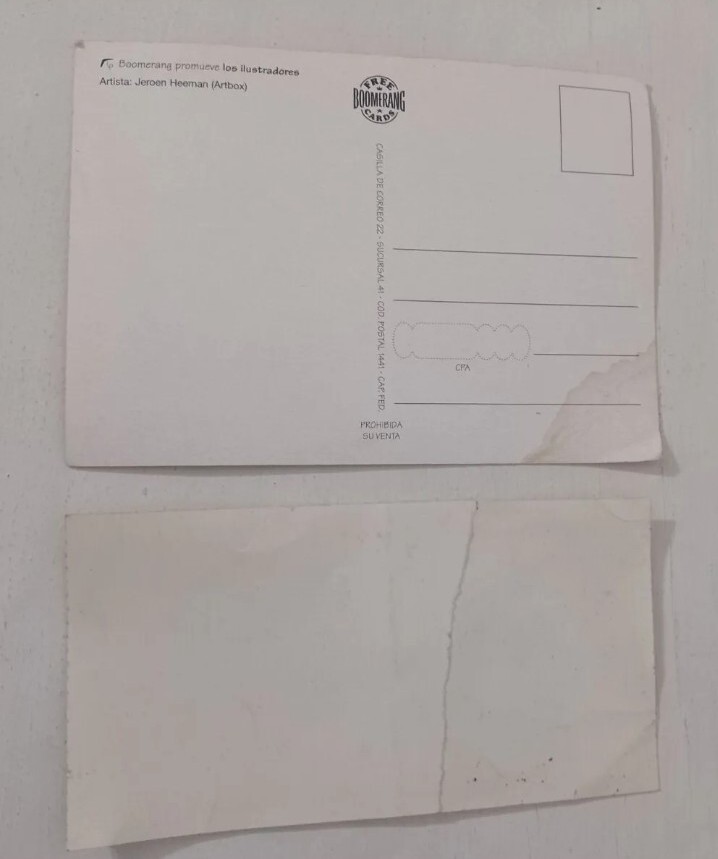 Boomerang promueve los ilustradores
Artista: Jeroen Heeman (Artbox)
FREE
BOOMERANG
CARDS
CASILLA DE CORREO 22 - SUCURSAL 41 - COD. POSTAL 1441 - CAP. FED.
CPA
PROHIBIDA
SU VENTA